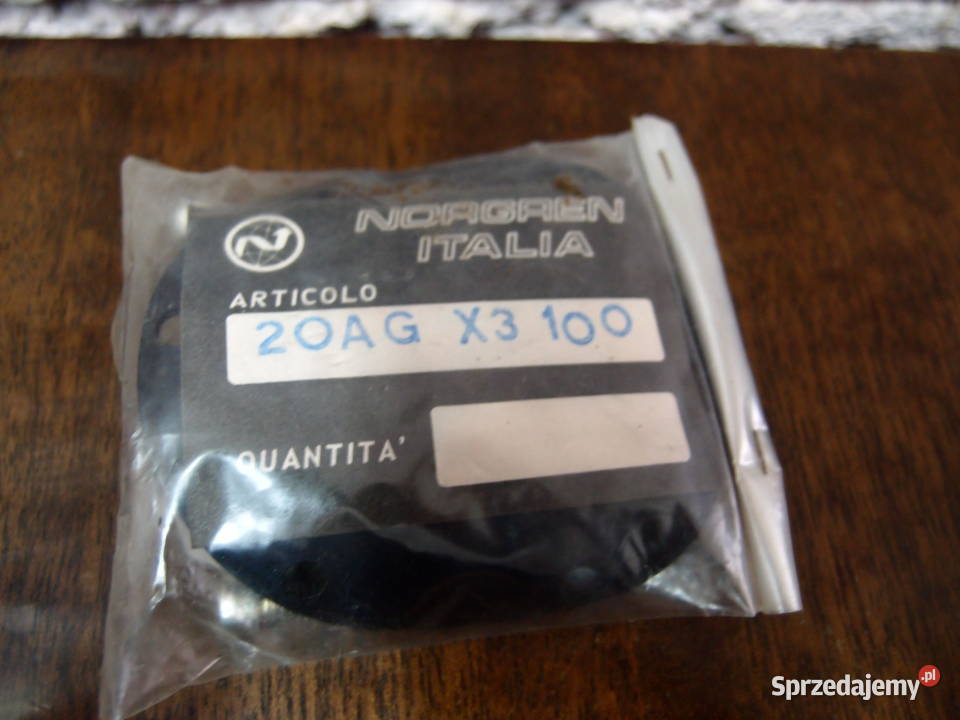 NORGREN
ITALIA
ARTICOLO
20AG X3 100
QUANTITA'
Sprzedajemy.pl